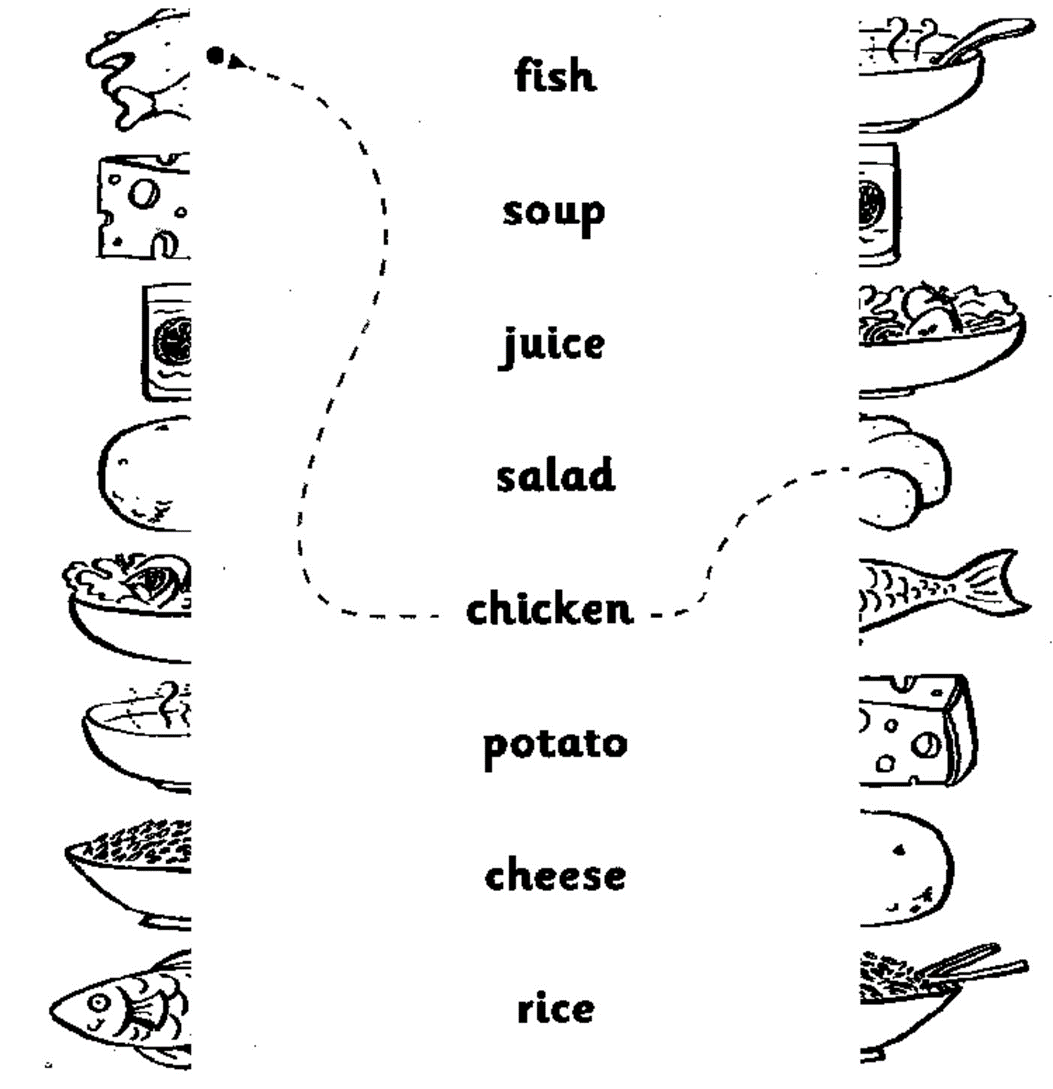 fish
soup
juice
salad
chicken
potato
cheese
rice